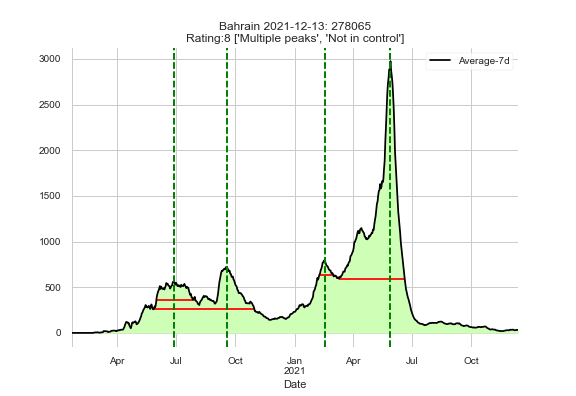 Bahrain 2021-12-13: 278065
Rating:8 ['Multiple peaks', 'Not in control']
Average-7d
3000
2500
2000
1500
1000
500
0
Apr Jul Oct Jan Apr Jul Oct
2021
Date